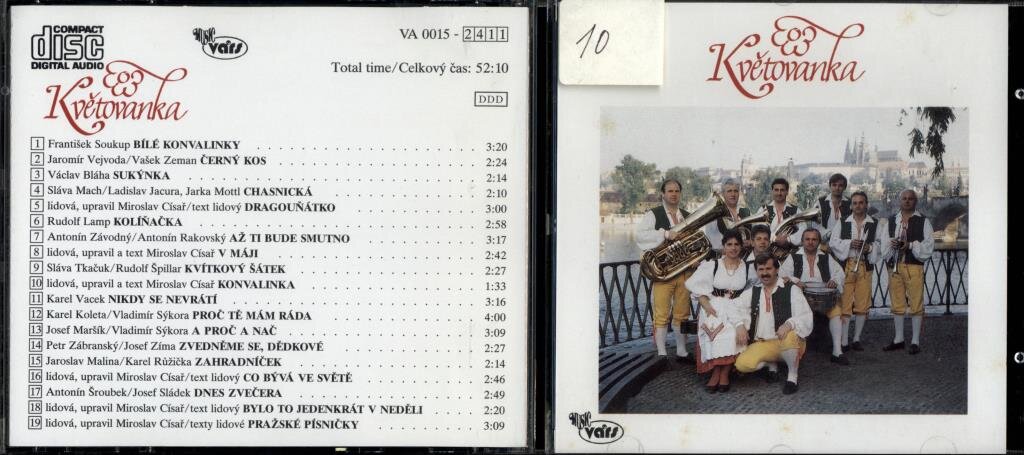 COMPACT
disc
DIGITAL AUDIO
MUSIC
vars
VA 0015 - 2411
Total time/Celkový čas: 52:10
Květovanka
DDD
1 František Soukup BÍLÉ KONVALINKY 3:20
2 Jaromír Vejvoda/Vašek Zeman ČERNÝ KOS 2:24
3 Václav Bláha SUKÝNKA 2:14
4 Sláva Mach/Ladislav Jacura, Jarka Mottl CHASNICKÁ 2:10
5 lidová, upravil Miroslav Císař/text lidový DRAGOUŇÁTKO 3:00
6 Rudolf Lamp KOLÍŇAČKA 2:58
7 Antonín Závodný/Antonín Rakovský AŽ TI BUDE SMUTNO 3:17
8 lidová, upravil a text Miroslav Císař V MÁJI 2:42
9 Sláva Tkačuk/Rudolf Špillar KVÍTKOVÝ ŠÁTEK 2:27
10 lidová, upravil a text Miroslav Císař KONVALINKA 1:33
11 Karel Vacek NIKDY SE NEVRÁTÍ 3:16
12 Karel Koleta/Vladimír Sýkora PROČ TĚ MÁM RÁDA 4:00
13 Josef Maršík/Vladimír Sýkora A PROČ A NAČ 3:09
14 Petr Zábranský/Josef Zíma ZVEDNĚME SE, DĚDKOVÉ 2:27
15 Jaroslav Malina/Karel Růžička ZAHRADNÍČEK 2:14
16 lidová, upravil Miroslav Císař/text lidový CO BÝVÁ VE SVĚTĚ 2:46
17 Antonín Šroubek/Josef Sládek DNES ZVEČERA 2:49
18 lidová, upravil Miroslav Císař/text lidový BYLO TO JEDENKRÁT V NEDĚLI 2:20
19 lidová, upravil Miroslav Císař/texty lidové PRAŽSKÉ PÍSNIČKY 3:09
10
Květovanka
MUSIC
vars